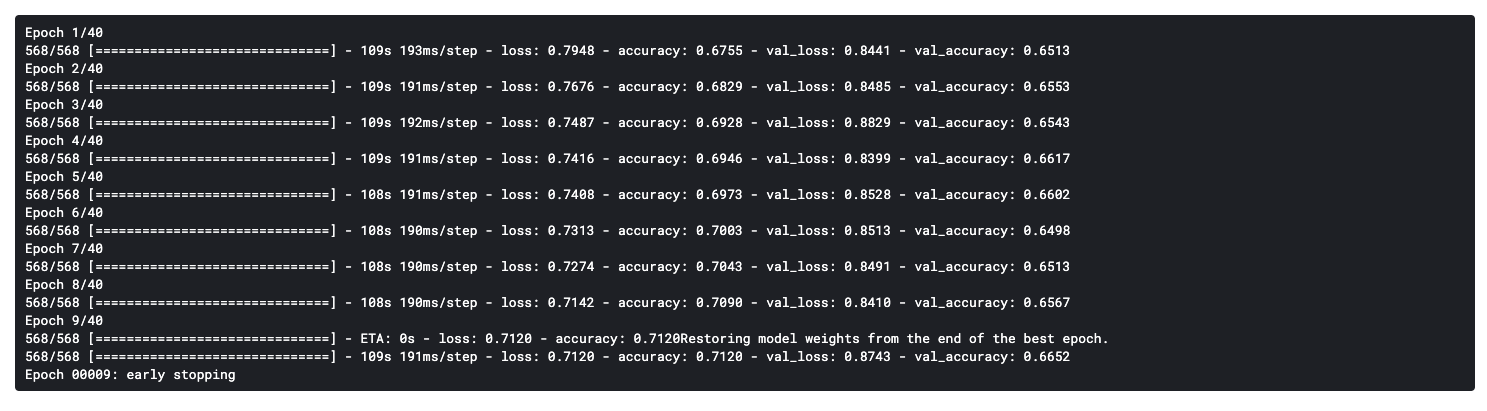 Epoch 1/40
568/568 [==============================] - 109s 193ms/step - loss: 0.7948 - accuracy: 0.6755 - val_loss: 0.8441 - val_accuracy: 0.6513
Epoch 2/40
568/568 [==============================] - 109s 191ms/step - loss: 0.7676 - accuracy: 0.6829 - val_loss: 0.8485 - val_accuracy: 0.6553
Epoch 3/40
568/568 [==============================] - 109s 192ms/step - loss: 0.7487 - accuracy: 0.6928 - val_loss: 0.8829 - val_accuracy: 0.6543
Epoch 4/40
568/568 [==============================] - 109s 191ms/step - loss: 0.7416 - accuracy: 0.6946 - val_loss: 0.8399 - val_accuracy: 0.6617
Epoch 5/40
568/568 [==============================] - 108s 191ms/step - loss: 0.7408 - accuracy: 0.6973 - val_loss: 0.8528 - val_accuracy: 0.6602
Epoch 6/40
568/568 [==============================] - 108s 190ms/step - loss: 0.7313 - accuracy: 0.7003 - val_loss: 0.8513 - val_accuracy: 0.6498
Epoch 7/40
568/568 [==============================] - 108s 190ms/step - loss: 0.7274 - accuracy: 0.7043 - val_loss: 0.8491 - val_accuracy: 0.6513
Epoch 8/40
568/568 [==============================] - 108s 190ms/step - loss: 0.7142 - accuracy: 0.7090 - val_loss: 0.8410 - val_accuracy: 0.6567
Epoch 9/40
568/568 [==============================] - ETA: 0s - loss: 0.7120 - accuracy: 0.7120Restoring model weights from the end of the best epoch.
568/568 [==============================] - 109s 191ms/step - loss: 0.7120 - accuracy: 0.7120 - val_loss: 0.8743 - val_accuracy: 0.6652
Epoch 00009: early stopping